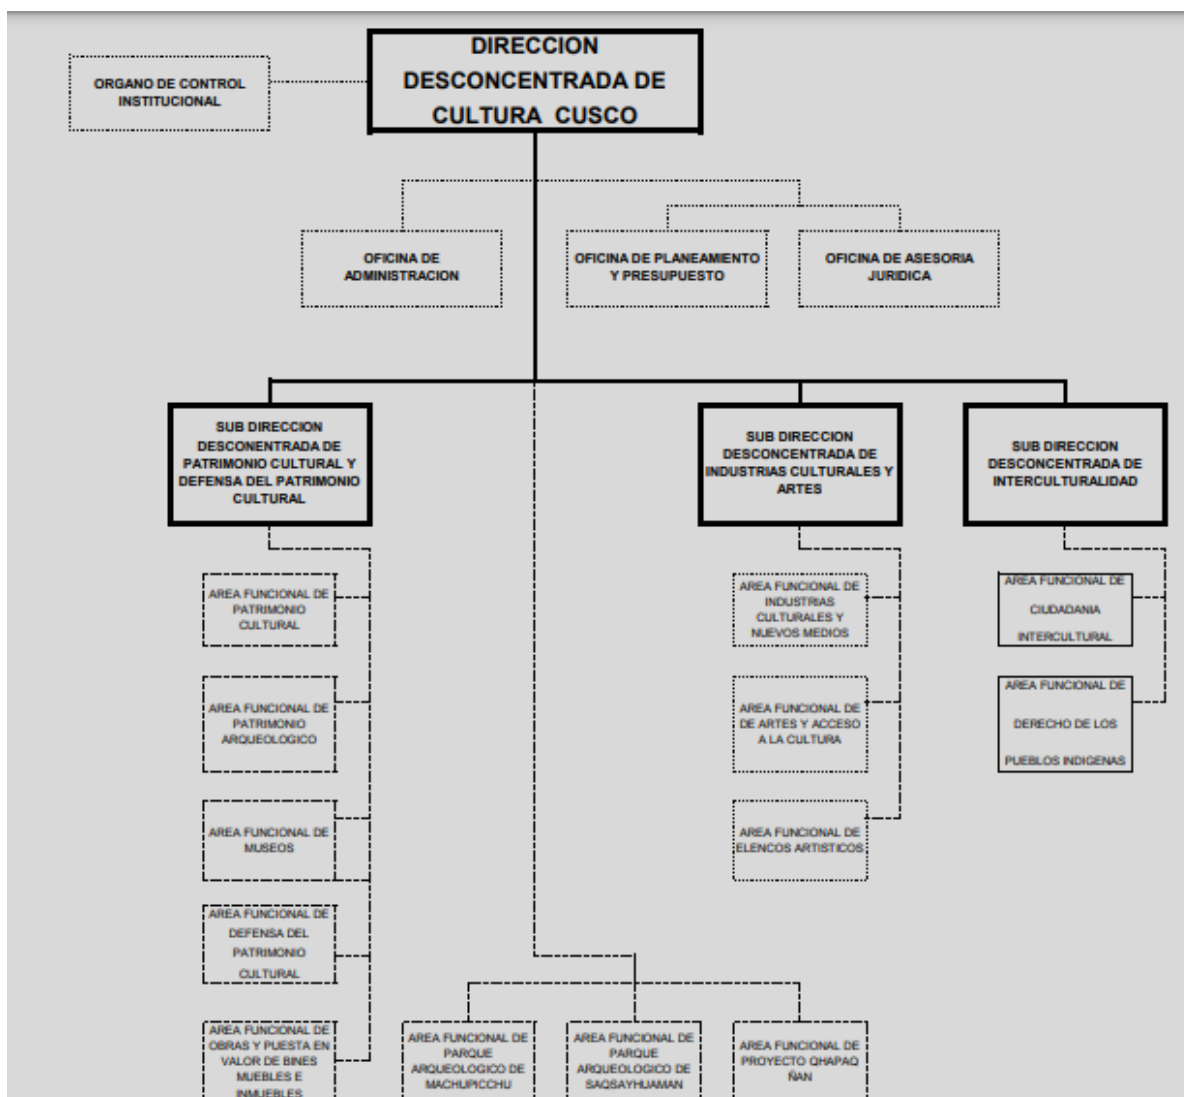 DIRECCION
DESCONCENTRADA DE
CULTURA CUSCO
ORGANO DE CONTROL
INSTITUCIONAL
OFICINA DE
ADMINISTRACION
OFICINA DE PLANEAMIENTO
Y PRESUPUESTO
OFICINA DE ASESORIA
JURIDICA
SUB DIRECCION
DESCONENTRADA DE
PATRIMONIO CULTURAL Y
DEFENSA DEL PATRIMONIO
CULTURAL
SUB DIRECCION
DESCONCENTRADA DE
INDUSTRIAS CULTURALES Y
ARTES
SUB DIRECCION
DESCONCENTRADA DE
INTERCULTURALIDAD
AREA FUNCIONAL DE
PATRIMONIO
CULTURAL
AREA FUNCIONAL DE
INDUSTRIAS
CULTURALES Y
NUEVOS MEDIOS
AREA FUNCIONAL DE
CIUDADANIA
INTERCULTURAL
AREA FUNCIONAL DE
PATRIMONIO
ARQUEOLOGICO
AREA FUNCIONAL DE
DE ARTES Y ACCESO
A LA CULTURA
AREA FUNCIONAL DE
DERECHO DE LOS
PUEBLOS INDIGENAS
AREA FUNCIONAL DE
MUSEOS
AREA FUNCIONAL DE
ELENCOS ARTISTICOS
AREA FUNCIONAL DE
DEFENSA DEL
PATRIMONIO
CULTURAL
AREA FUNCIONAL DE
OBRAS Y PUESTA EN
VALOR DE BINES
MUEBLES E
INMUEBLES
AREA FUNCIONAL DE
PARQUE
ARQUEOLOGICO DE
MACHUPICCHU
AREA FUNCIONAL DE
PARQUE
ARQUEOLOGICO DE
SAQSAYHUAMAN
AREA FUNCIONAL DE
PROYECTO QHAPAQ
ÑAN